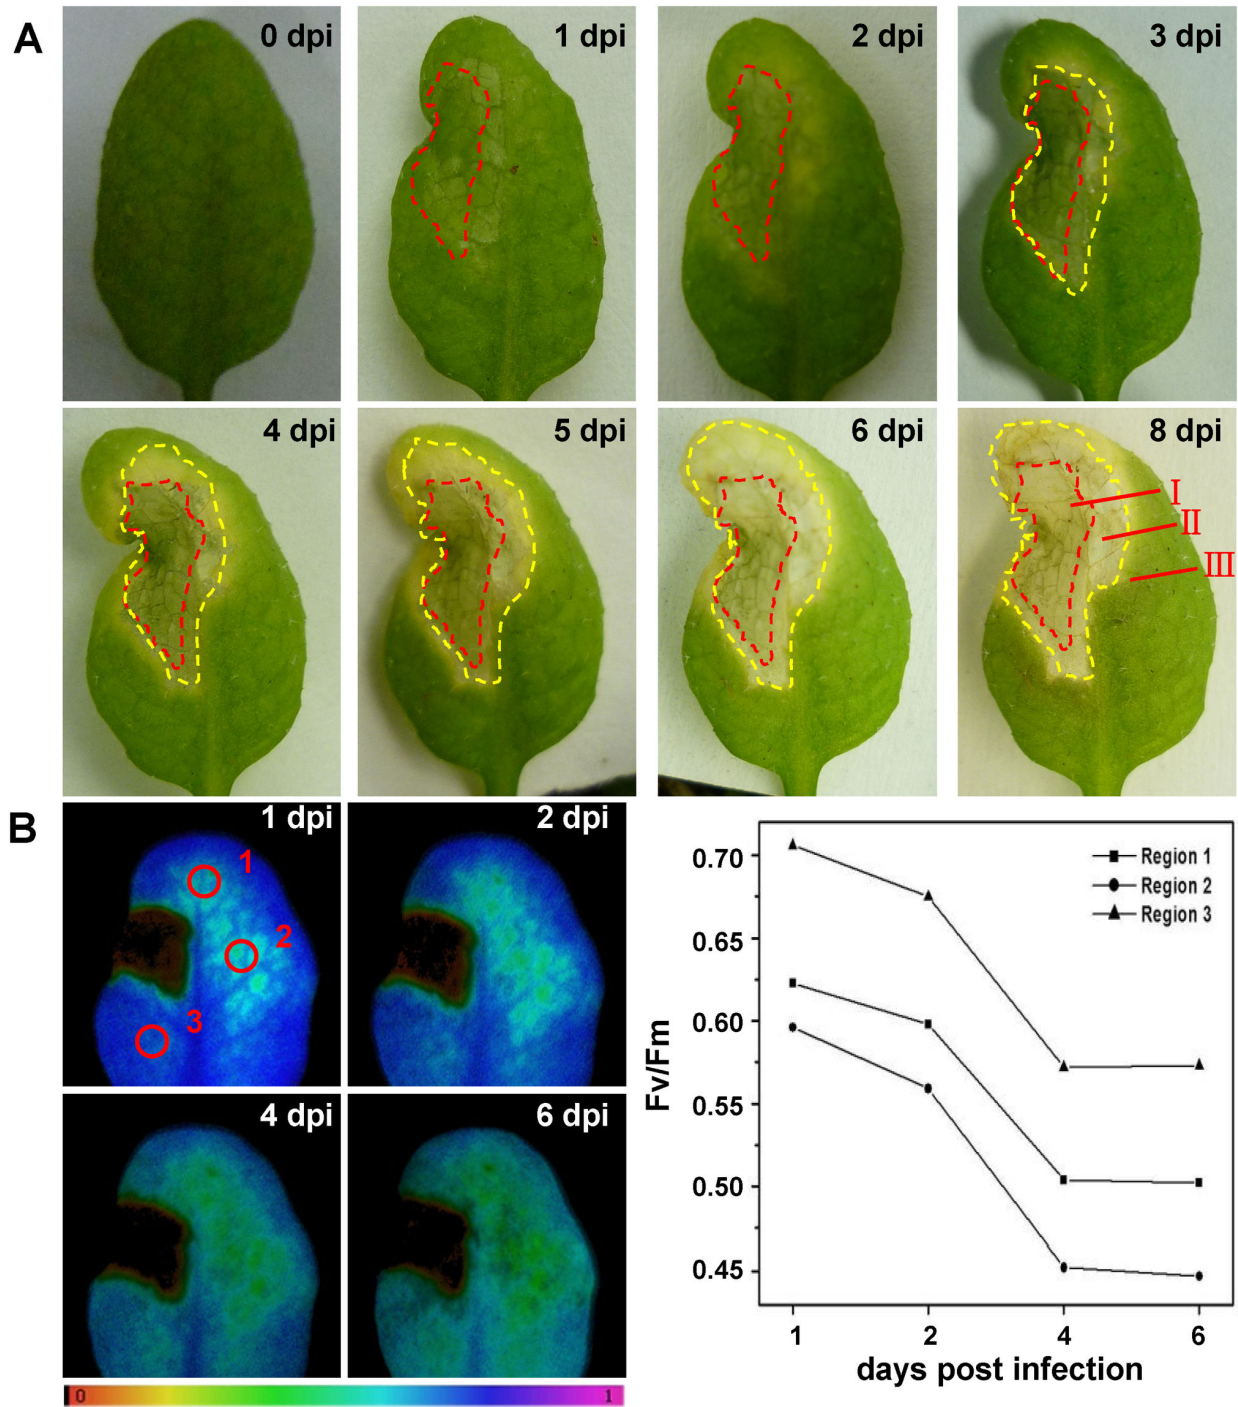 A
0 dpi
1 dpi
2 dpi
3 dpi
4 dpi
5 dpi
6 dpi
8 dpi
I
II
III
B
1 dpi
1
2
3
2 dpi
4 dpi
6 dpi
0
1
Region 1
Region 2
Region 3
0.70
0.65
0.60
0.55
0.50
0.45
Fv/Fm
1
2
4
6
days post infection